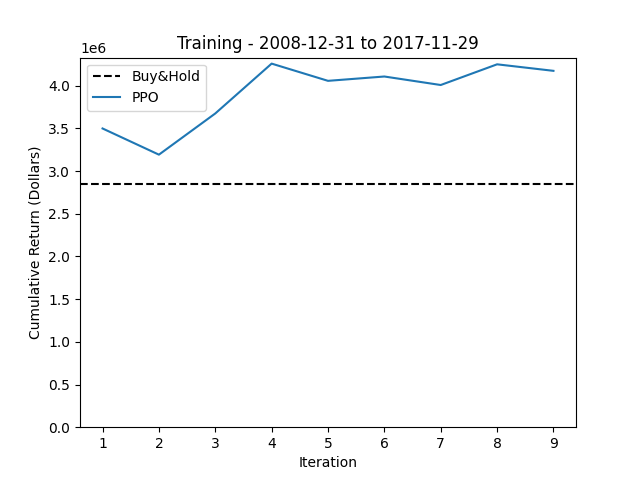 Training - 2008-12-31 to 2017-11-29
1e6
Buy&Hold
PPO
Cumulative Return (Dollars)
4.0
3.5
3.0
2.5
2.0
1.5
1.0
0.5
0.0
1 2 3 4 5 6 7 8 9
Iteration